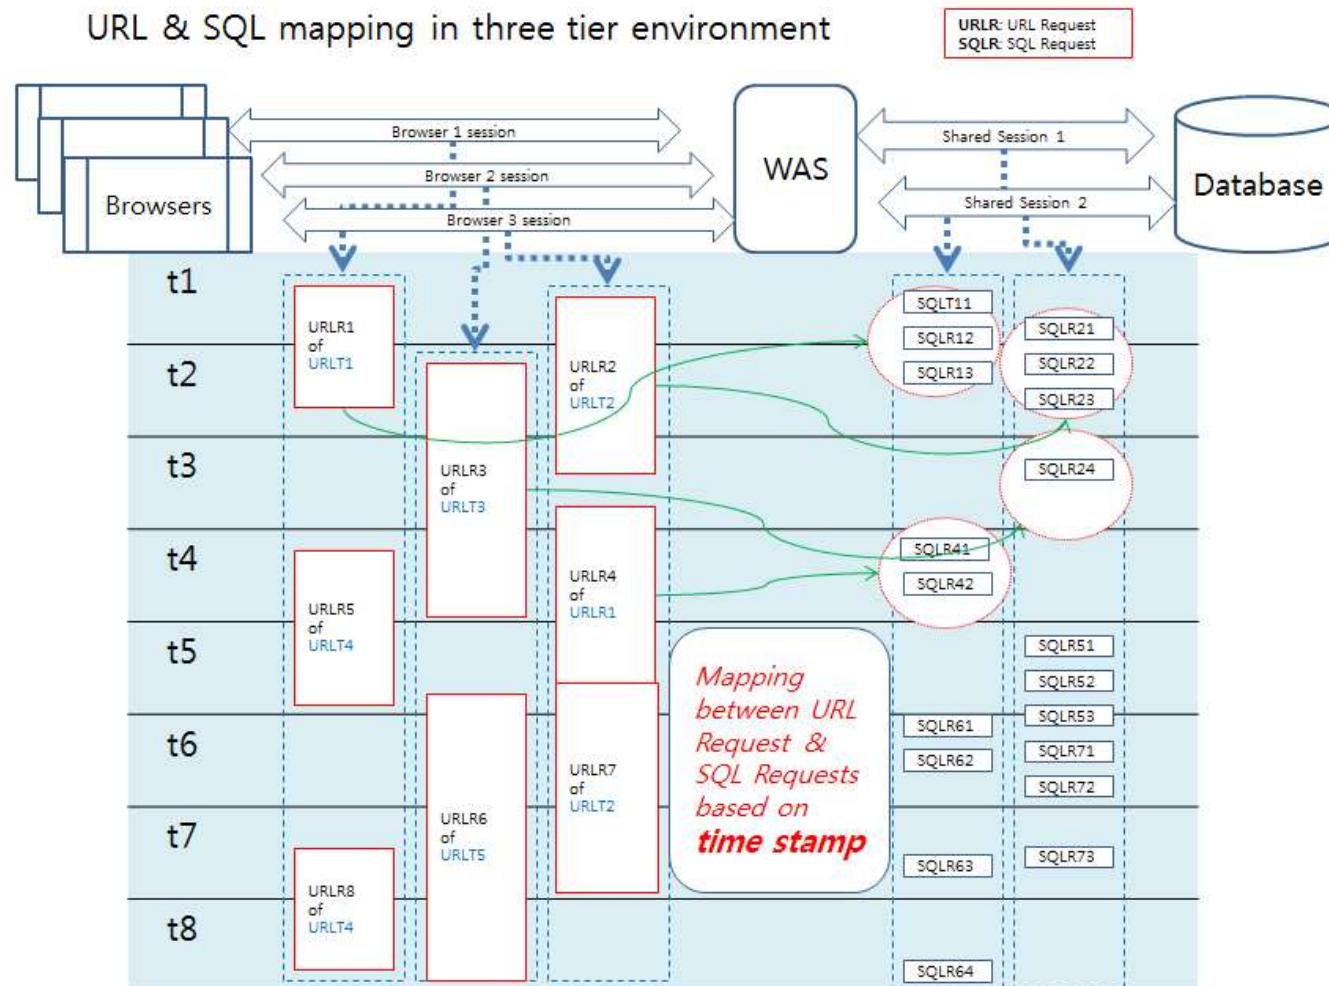 URL & SQL mapping in three tier environment
URLR: URL Request
SQLR: SQL Request
Browsers
Browser 1 session
Browser 2 session
Browser 3 session
WAS
Shared Session 1
Shared Session 2
Database
t1
t2
t3
t4
t5
t6
t7
t8
URLR1
of
URLT1
URLR5
of
URLT4
URLR8
of
URLT4
URLR3
of
URLT3
URLR6
of
URLT5
URLR2
of
URLT2
URLR4
of
URLR1
URLR7
of
URLT2
Mapping
between URL
Request &
SQL Requests
based on
time stamp
SQLT11
SQLR12
SQLR13
SQLR41
SQLR42
SQLR61
SQLR62
SQLR63
SQLR64
SQLR21
SQLR22
SQLR23
SQLR24
SQLR51
SQLR52
SQLR53
SQLR71
SQLR72
SQLR73